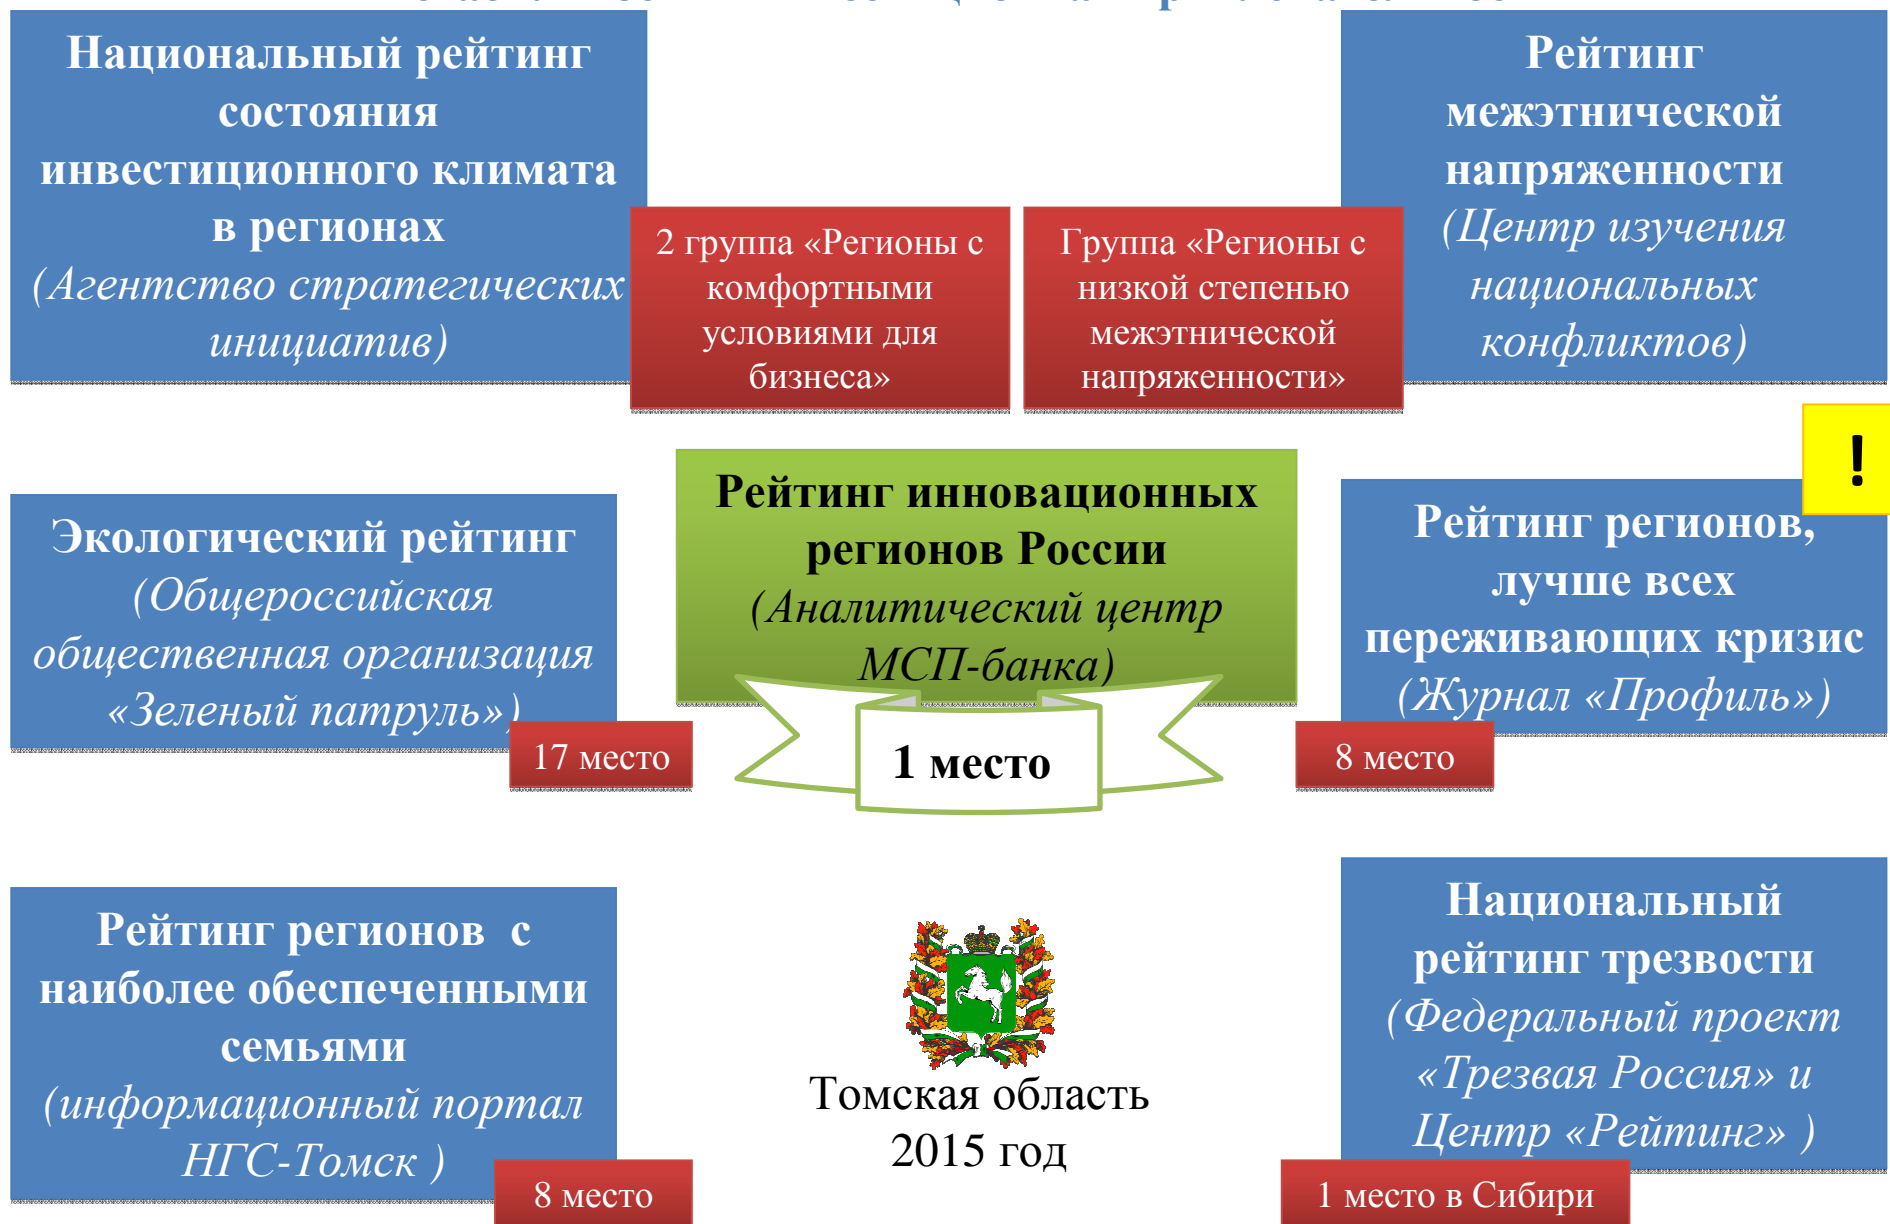 Национальный рейтинг
состояния
инвестиционного климата
в регионах
(Агентство стратегических
инициатив)
2 группа «Регионы с
комфортными
условиями для
бизнеса»
Группа «Регионы с
низкой степенью
межэтнической
напряженности»
Рейтинг
межэтнической
напряженности
(Центр изучения
национальных
конфликтов)
Экологический рейтинг
(Общероссийская
общественная организация
«Зеленый патруль»)
17 место
Рейтинг инновационных
регионов России
(Аналитический центр
МСП-банка)
1 место
!
Рейтинг регионов,
лучше всех
переживающих кризис
(Журнал «Профиль»)
8 место
Рейтинг регионов с
наиболее обеспеченными
семьями
(информационный портал
НГС-Томск )
8 место
Томская область
2015 год
Национальный
рейтинг трезвости
(Федеральный проект
«Трезвая Россия» и
Центр «Рейтинг» )
1 место в Сибири